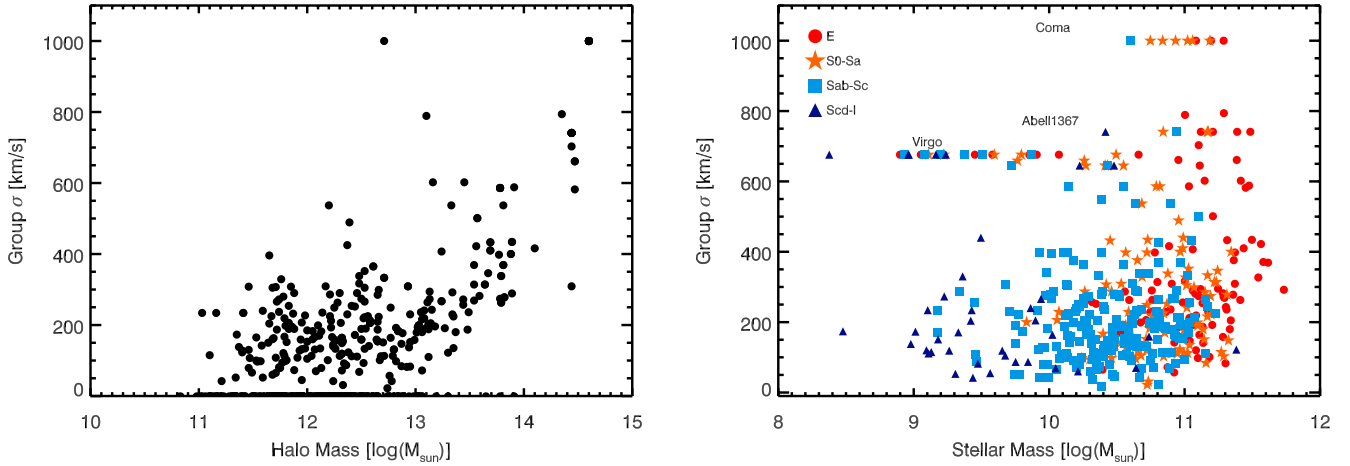 1000
800
600
400
200
0
Group σ [km/s]
10 11 12 13 14 15
Halo Mass [log(Msun)]
1000
800
600
400
200
0
Group σ [km/s]
E
S0-Sa
Sab-Sc
Scd-I
Coma
Abell1367
Virgo
8 9 10 11 12
Stellar Mass [log(Msun)]